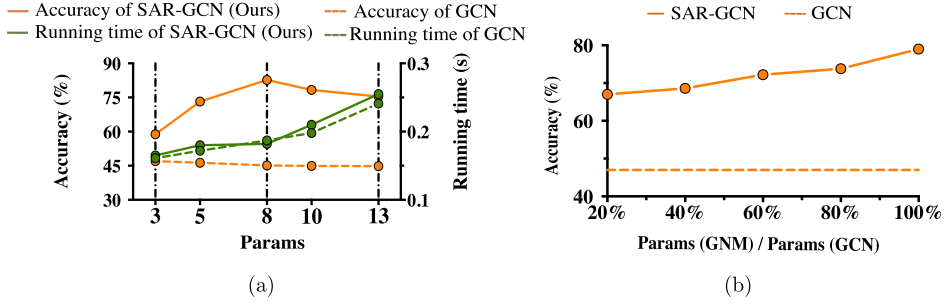 Accuracy of SAR-GCN (Ours)
Accuracy of GCN
Running time of SAR-GCN (Ours)
Running time of GCN
90
75
60
45
30
Accuracy (%)
0.3
0.2
0.1
Running time (s)
3
5
8
10
13
Params
(a)
SAR-GCN
GCN
80
60
40
Accuracy (%)
20%
40%
60%
80%
100%
Params (GNM) / Params (GCN)
(b)